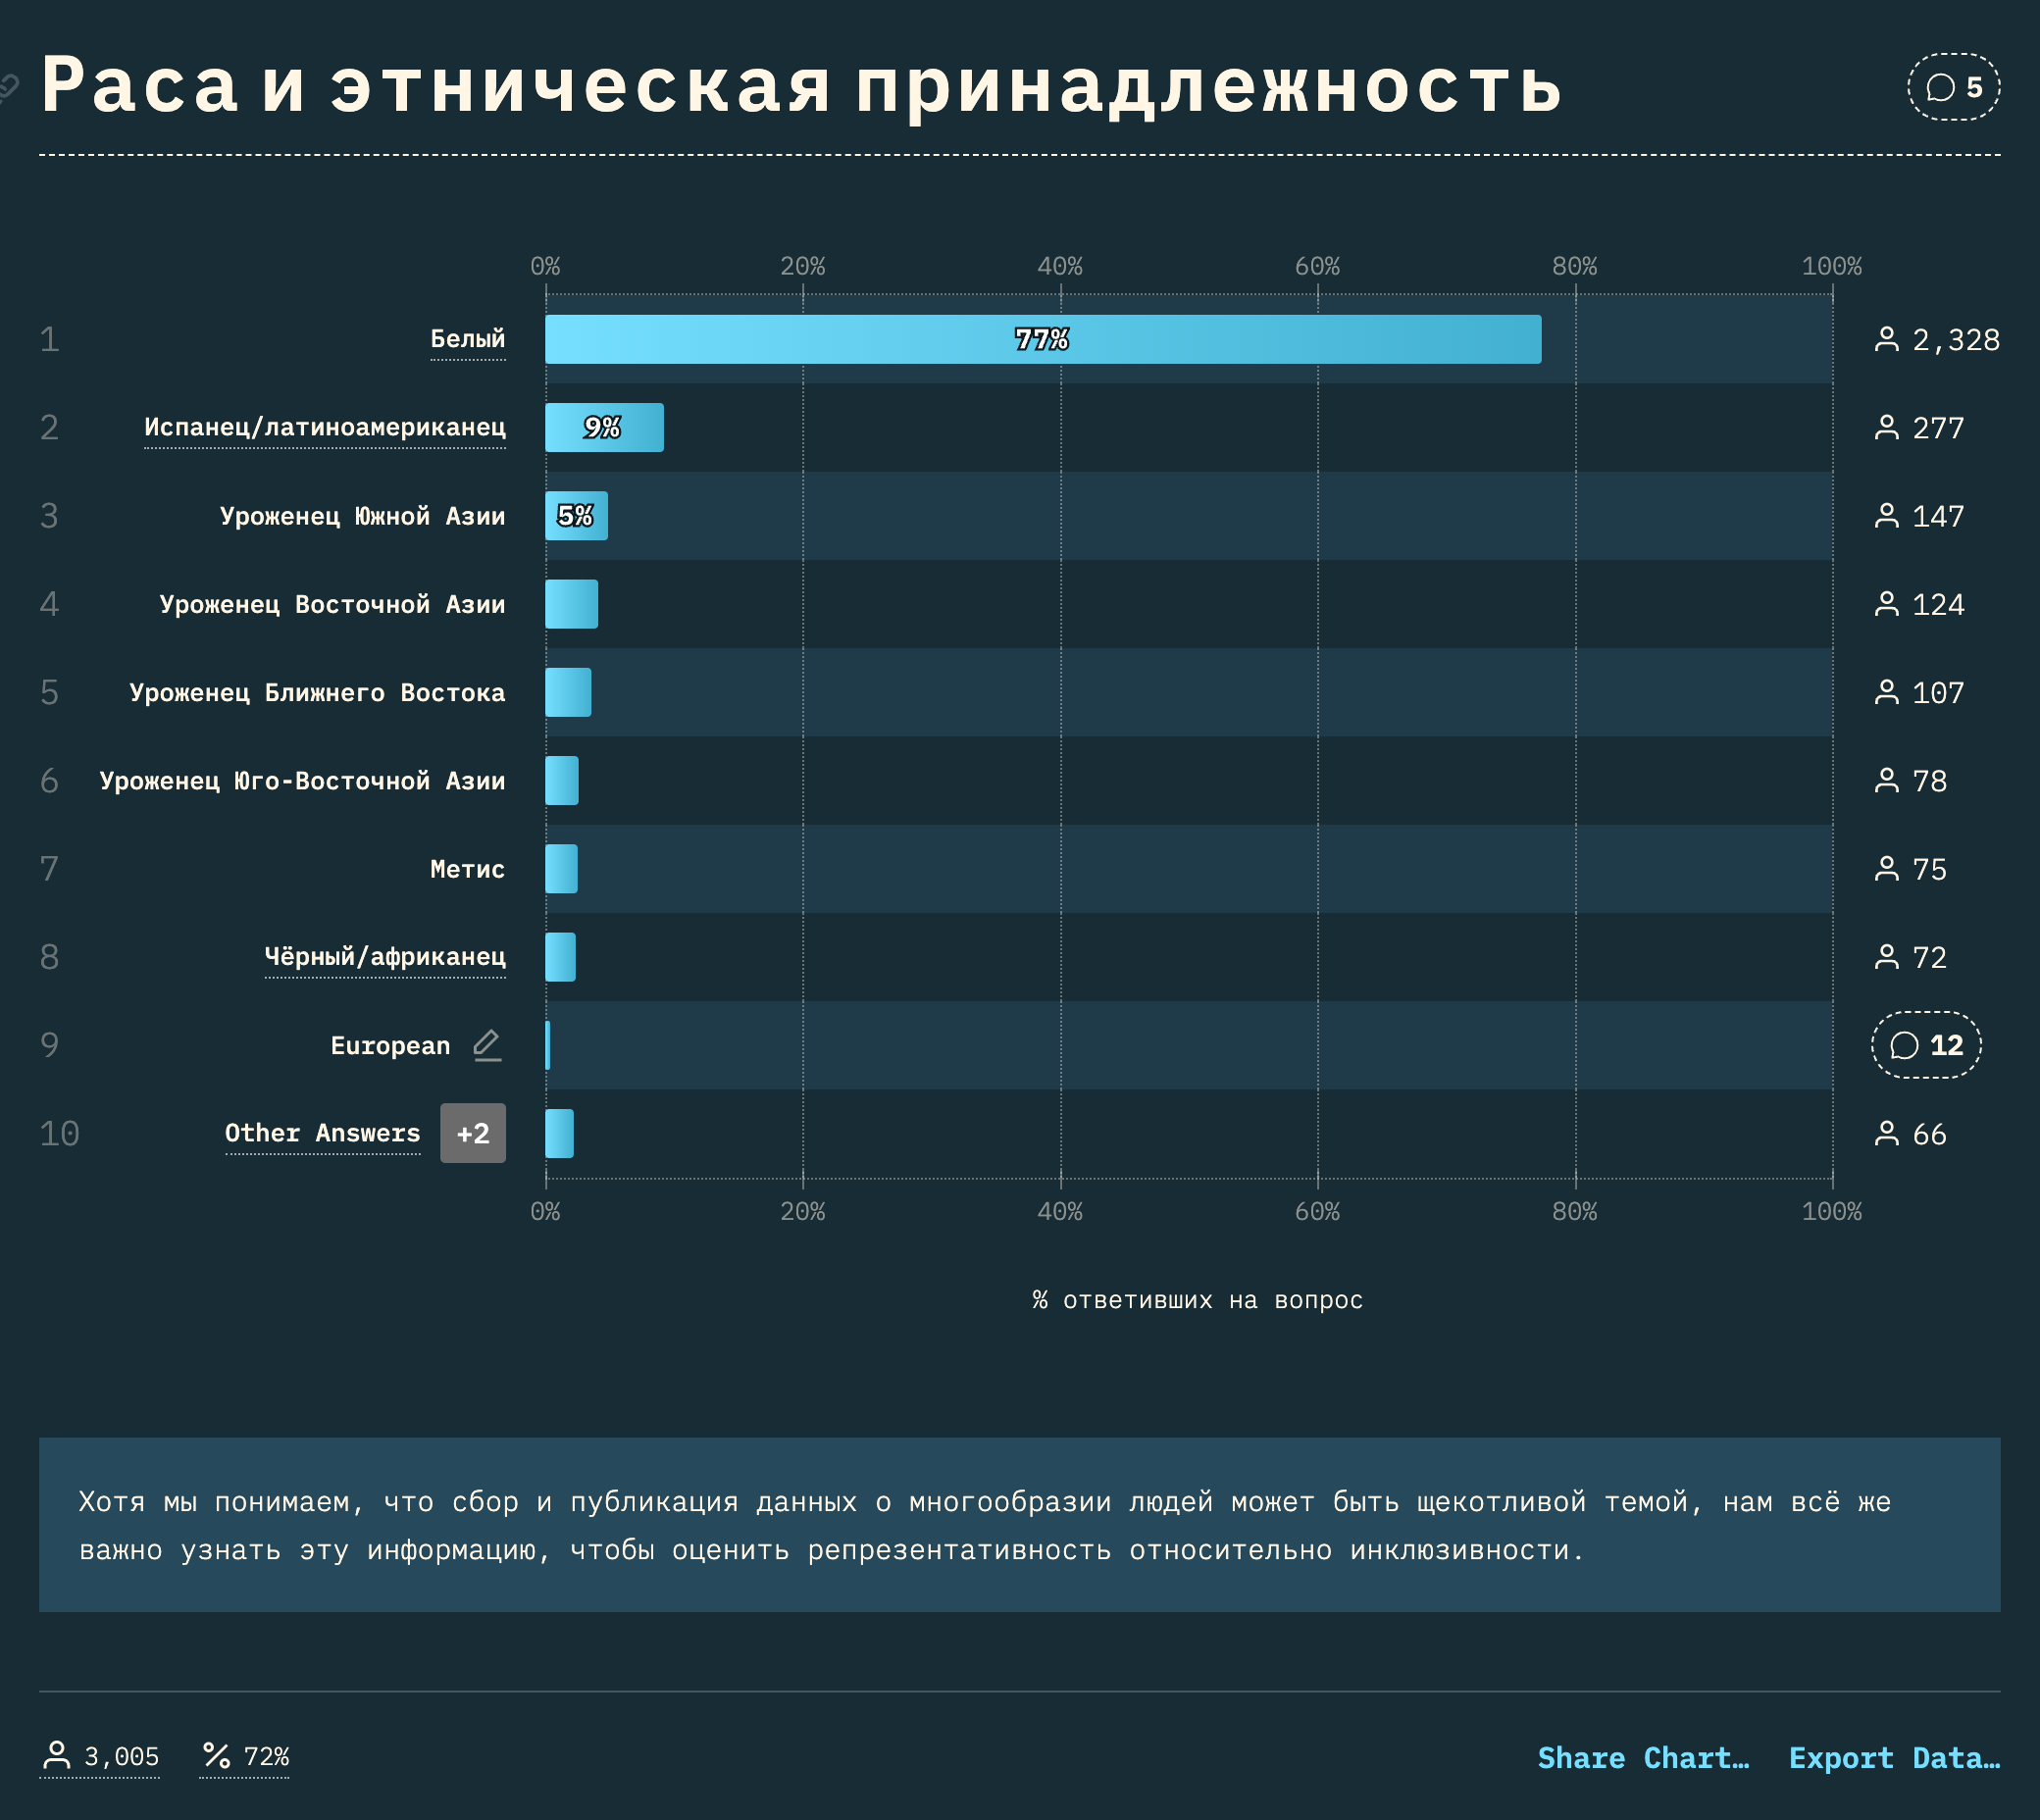 Раса и этническая принадлежность
5
0% 20% 40% 60% 80% 100%
1 Белый 77% 2,328
2 Испанец/латиноамериканец 9% 277
3 Уроженец Южной Азии 5% 147
4 Уроженец Восточной Азии 124
5 Уроженец Ближнего Востока 107
6 Уроженец Юго-Восточной Азии 78
7 Метис 75
8 Чёрный/африканец 72
9 European 12
10 Other Answers +2 66
0% 20% 40% 60% 80% 100%
% ответивших на вопрос
Хотя мы понимаем, что сбор и публикация данных о многообразии людей может быть щекотливой темой, нам всё же
важно узнать эту информацию, чтобы оценить репрезентативность относительно инклюзивности.
3,005 % 72% Share Chart… Export Data…